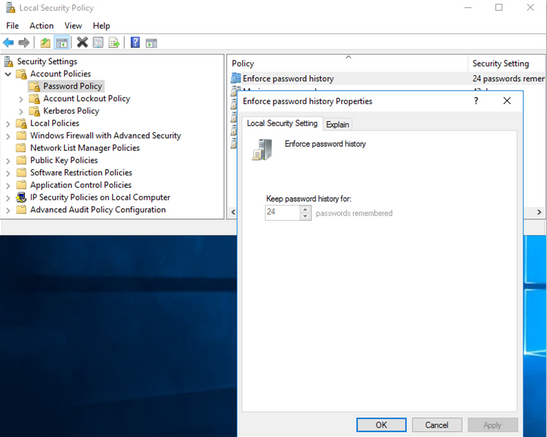 Local Security Policy
File Action View Help
Security Settings
Account Policies
Password Policy
Account Lockout Policy
Kerberos Policy
Local Policies
Windows Firewall with Advanced Security
Network List Manager Policies
Public Key Policies
Software Restriction Policies
Application Control Policies
IP Security Policies on Local Computer
Advanced Audit Policy Configuration
Policy Security Setting
Enforce password history 24 passwords remem
Enforce password history Properties
Local Security Setting Explain
Enforce password history
Keep password history for:
24 passwords remembered
OK Cancel Apply